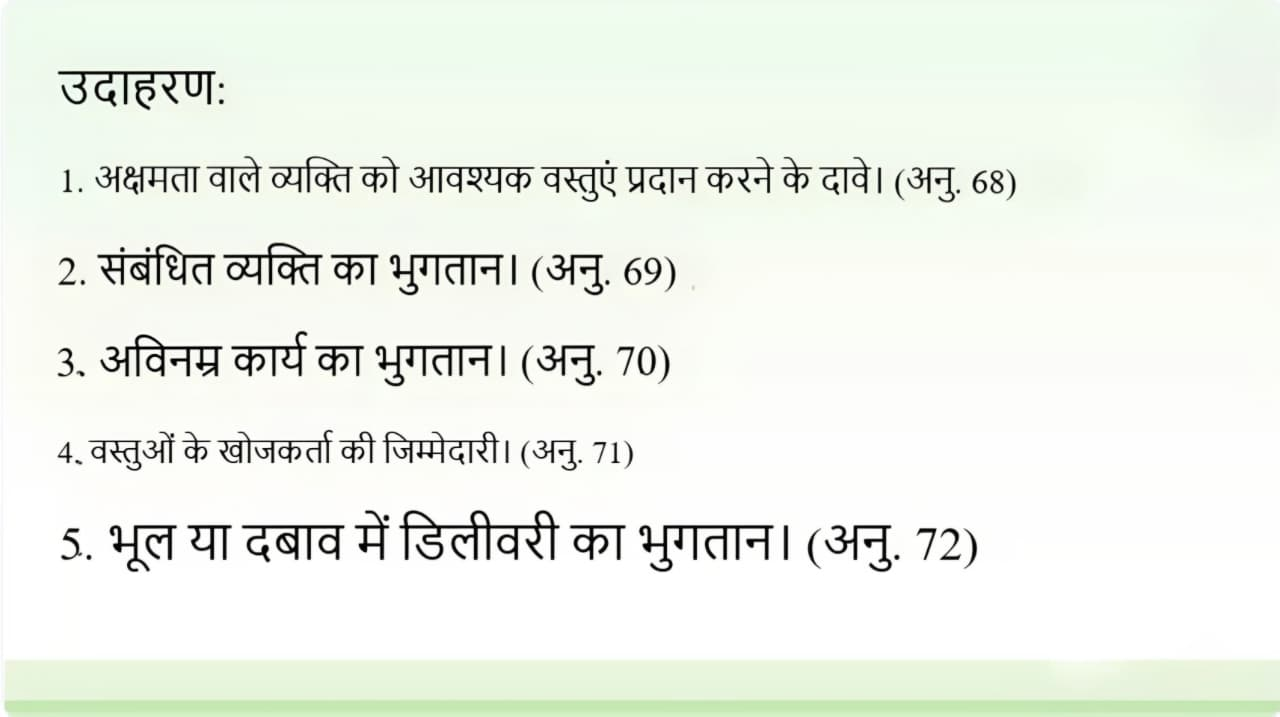 उदाहरण:
1. अक्षमता वाले व्यक्ति को आवश्यक वस्तुएं प्रदान करने के दावे। (अनु. 68)
2. संबंधित व्यक्ति का भुगतान। (अनु. 69)
3. अविनम्र कार्य का भुगतान। (अनु. 70)
4. वस्तुओं के खोजकर्ता की जिम्मेदारी। (अनु. 71)
5. भूल या दबाव में डिलीवरी का भुगतान। (अनु. 72)